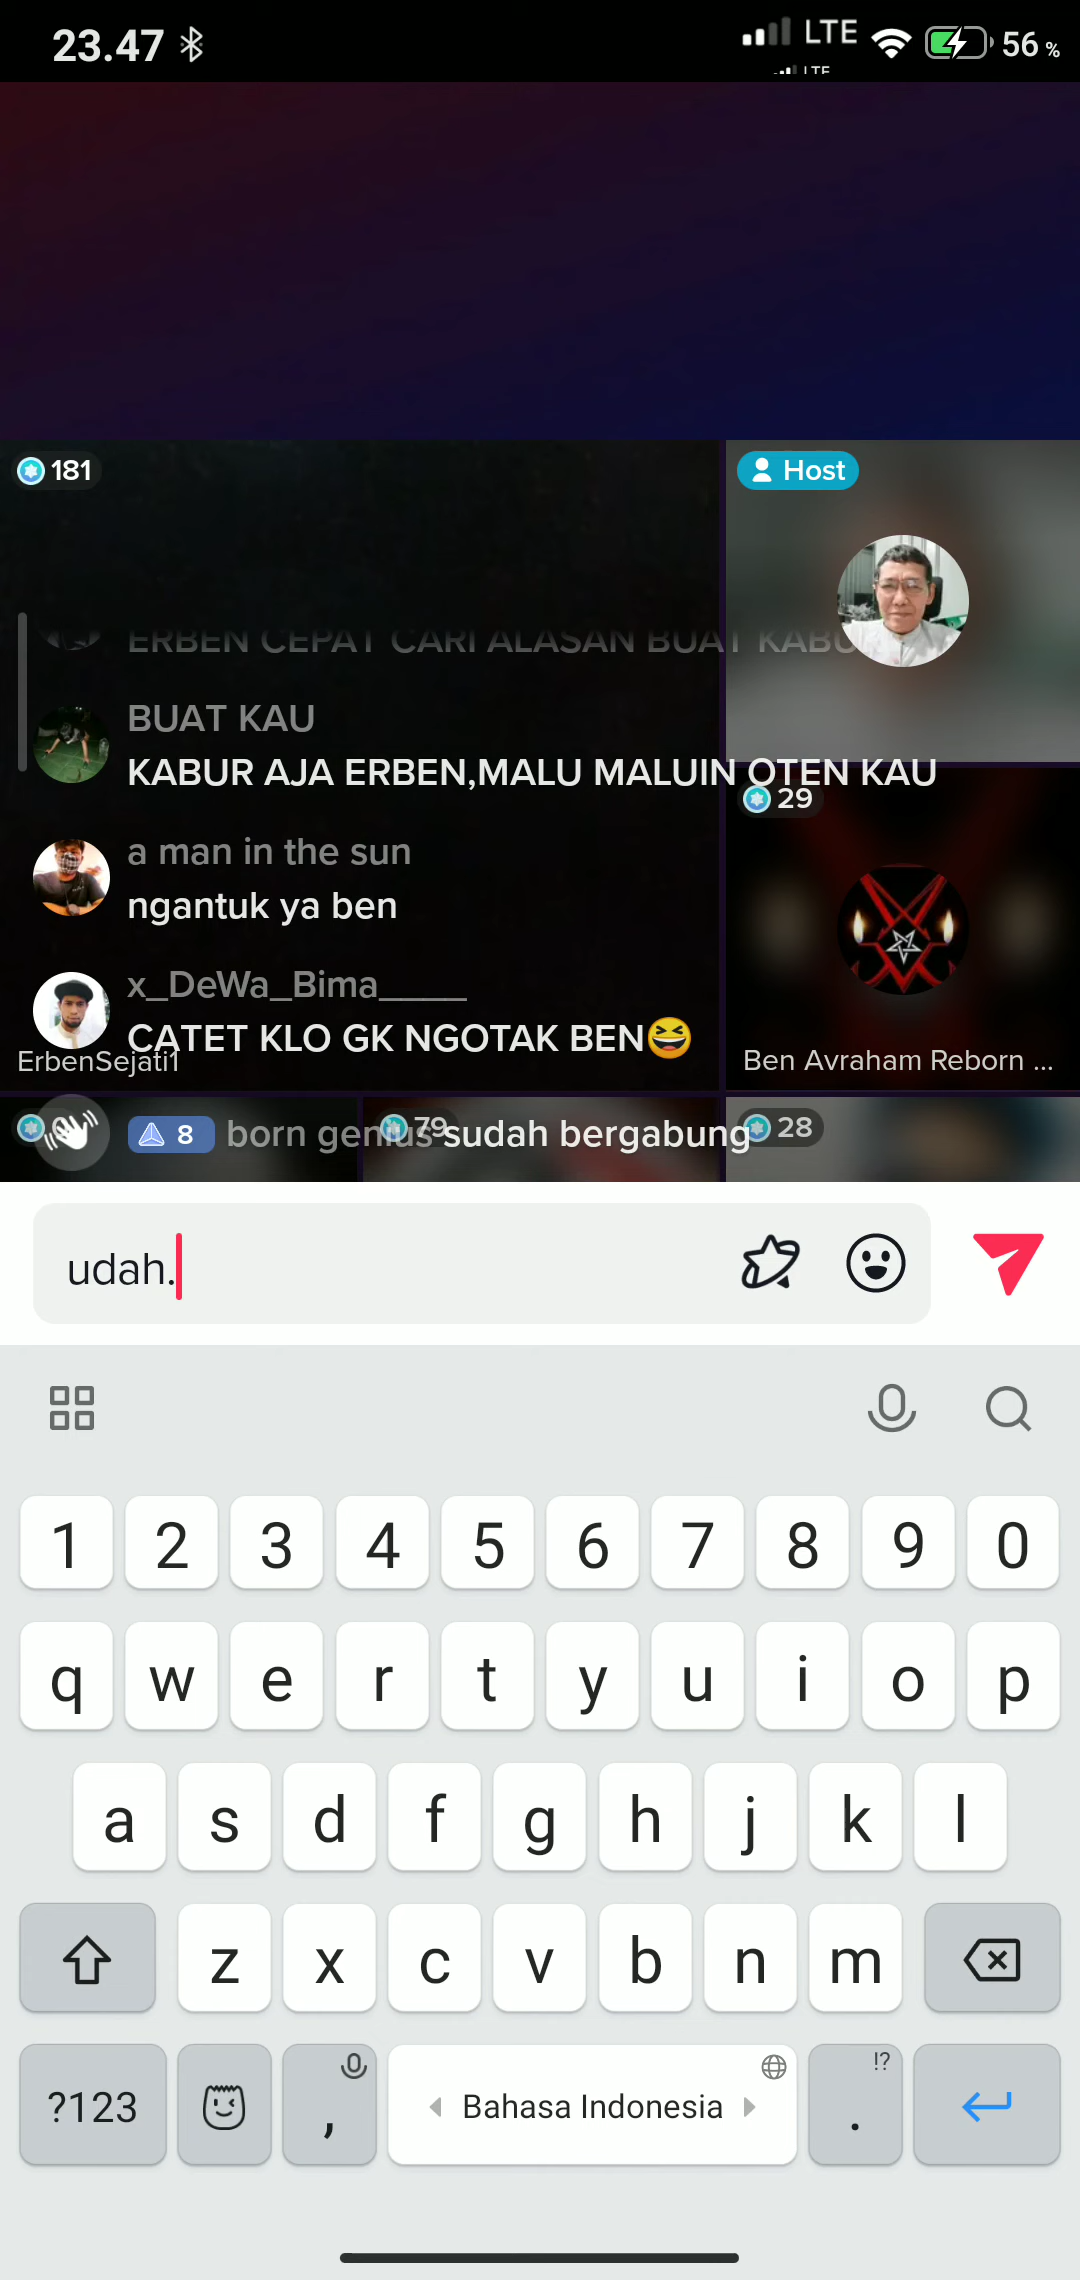 23.47 LTE 56 %
LTE
181
Host
ERBEN CEPAT CARI ALASAN BUAT KABU
BUAT KAU
KABUR AJA ERBEN,MALU MALUIN OTEN KAU
29
a man in the sun
ngantuk ya ben
x_DeWa_Bima____
CATET KLO GK NGOTAK BEN😆
ErbenSejati1
Ben Avraham Reborn ...
8 born genius sudah bergabung
79
28
udah.
1 2 3 4 5 6 7 8 9 0
q w e r t y u i o p
a s d f g h j k l
z x c v b n m
!?
?123 , Bahasa Indonesia .